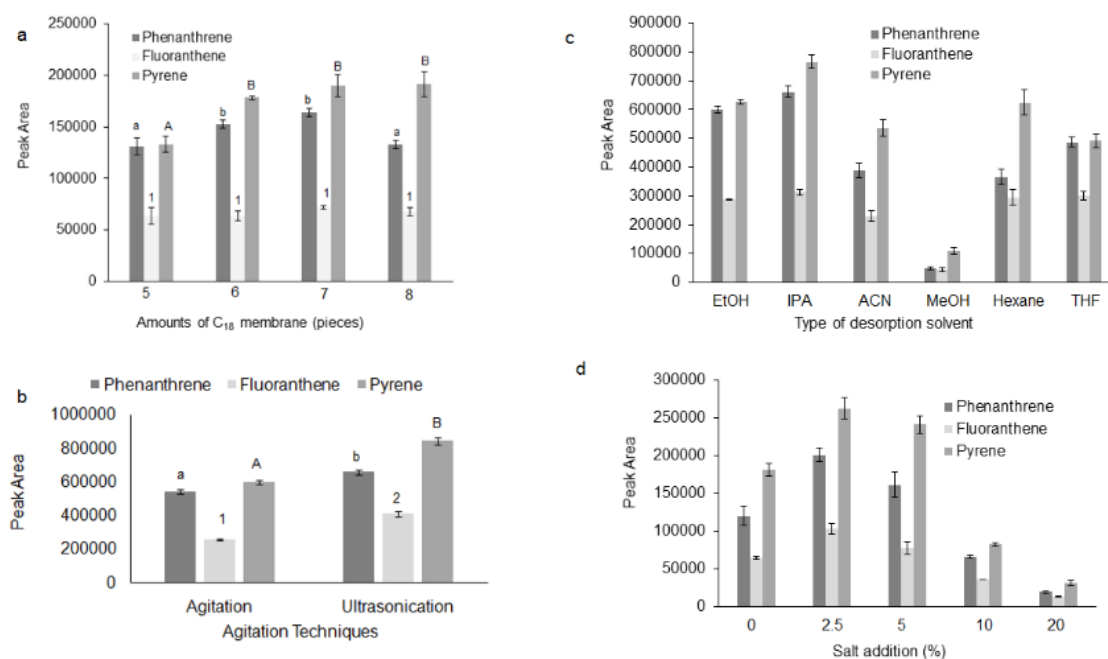 a
250000
200000
150000
100000
50000
0
Peak Area
Phenanthrene
Fluoranthene
Pyrene
a
1
A
b
1
B
b
1
B
a
1
B
5
6
7
8
Amounts of C18 membrane (pieces)
c
900000
800000
700000
600000
500000
400000
300000
200000
100000
0
Peak Area
Phenanthrene
Fluoranthene
Pyrene
EtOH
IPA
ACN
MeOH
Hexane
THF
Type of desorption solvent
b
Phenanthrene
Fluoranthene
Pyrene
1000000
800000
600000
400000
200000
0
Peak Area
a
1
A
b
2
B
Agitation
Ultrasonication
Agitation Techniques
d
300000
250000
200000
150000
100000
50000
0
Peak Area
Phenanthrene
Fluoranthene
Pyrene
0
2.5
5
10
20
Salt addition (%)